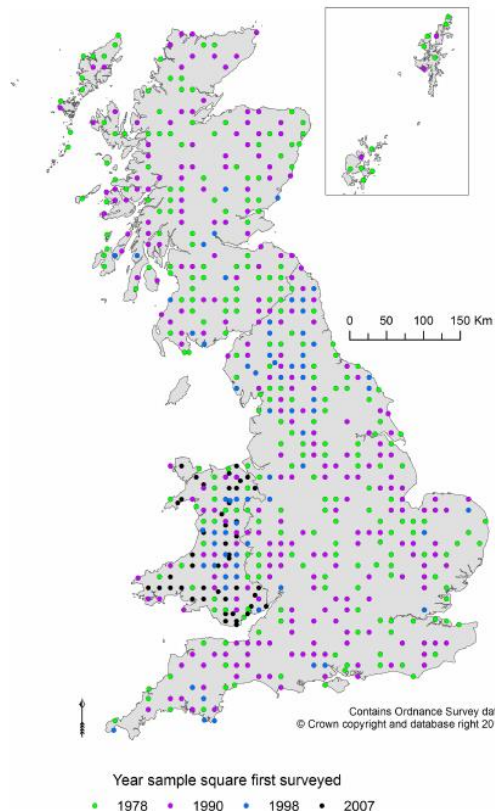 0 50 100 150 Km
Contains Ordnance Survey dat
© Crown copyright and database right 20
Year sample square first surveyed
1978 1990 1998 2007